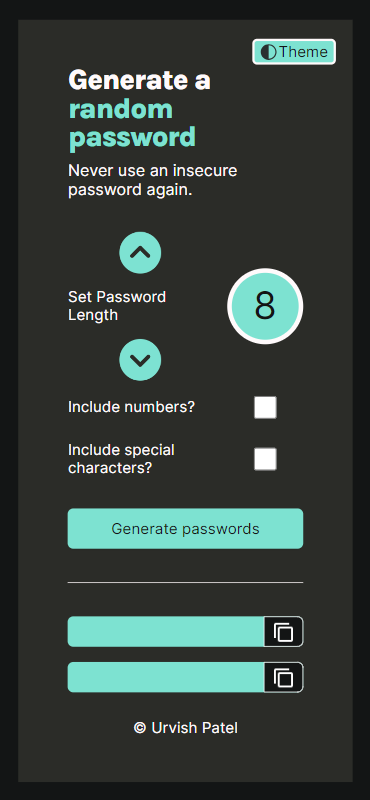 Theme
Generate a
random
password
Never use an insecure
password again.
Set Password
Length
8
Include numbers?
Include special
characters?
Generate passwords
© Urvish Patel